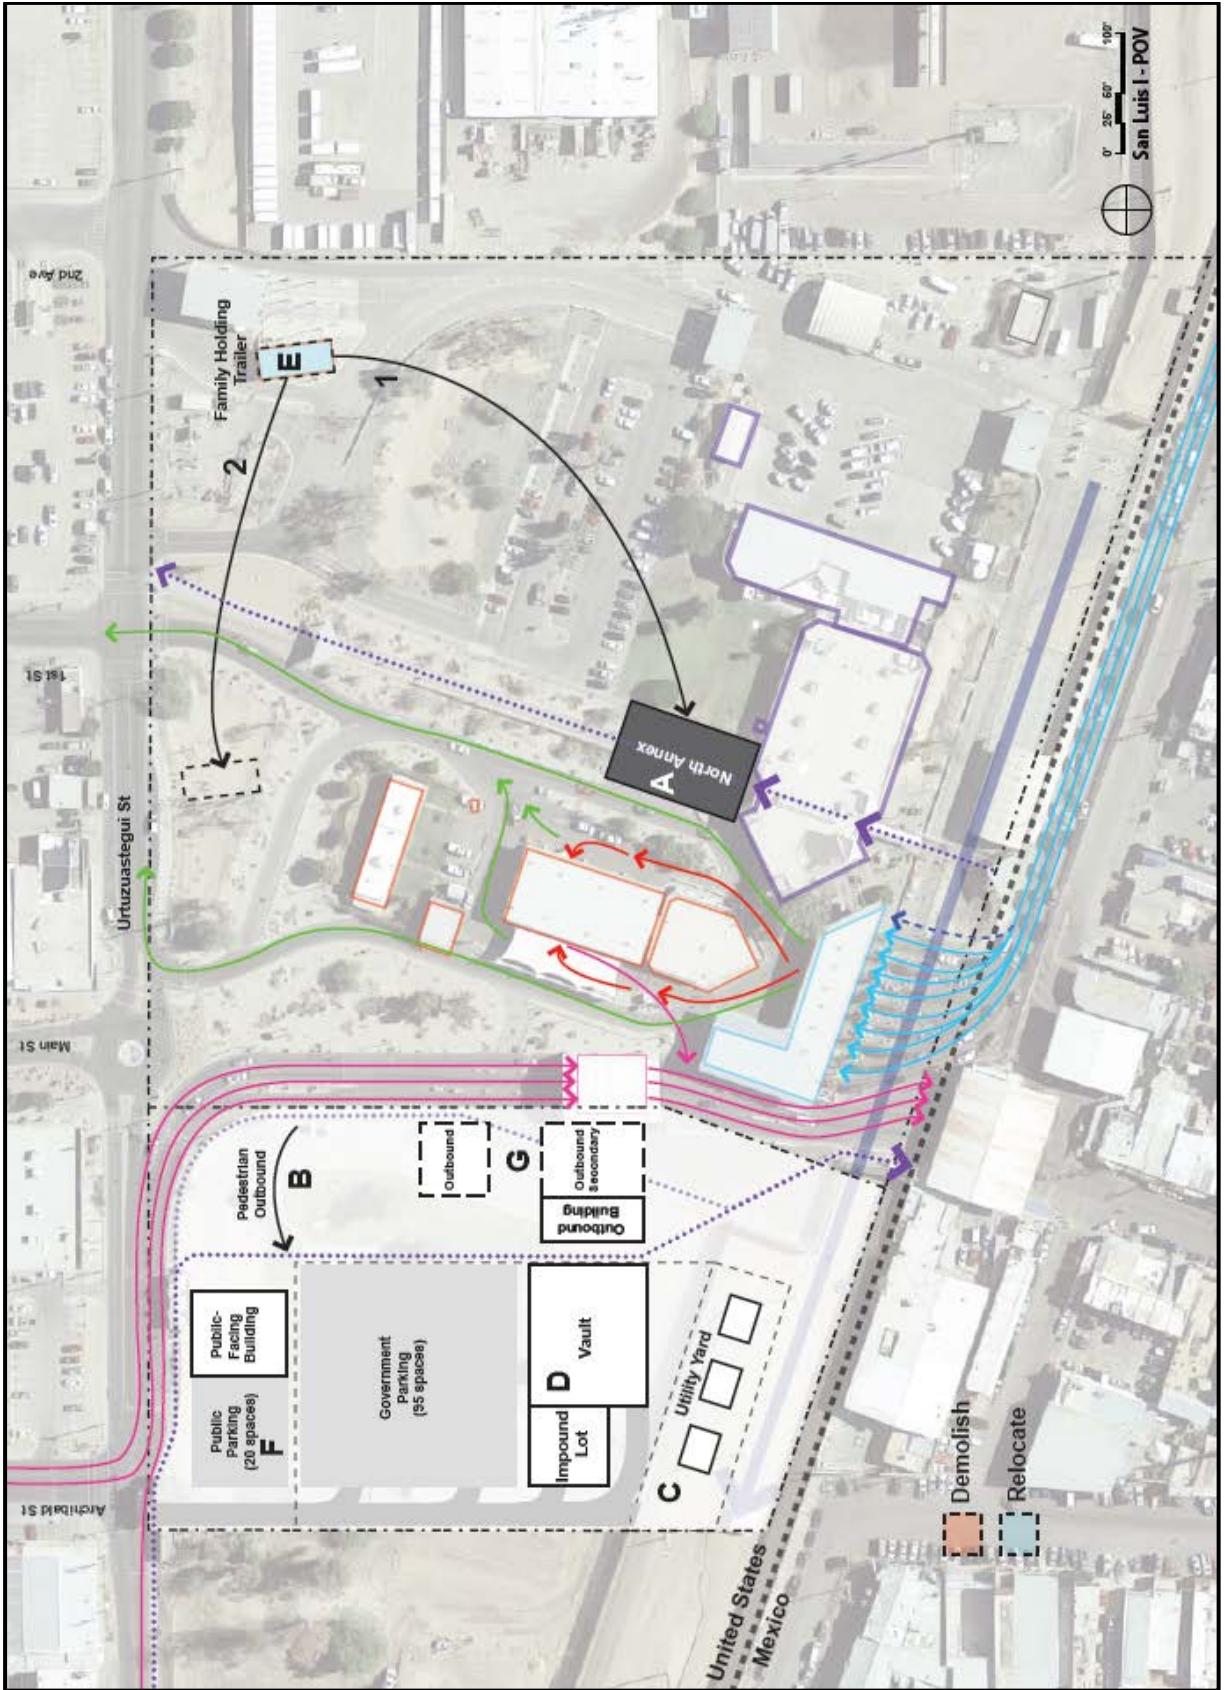 Urtuzuastegui St
Archibald St
Main St
1st St
2nd Ave
Public
Parking
(20 spaces)
F
Public-
Facing
Building
Pedestrian
Outbound
B
2
Family Holding
Trailer
E
1
Government
Parking
(95 spaces)
Outbound
G
Impound
Lot
D
Vault
Outbound
Building
Outbound
Secondary
A
North Annex
C
Utility Yard
United States
Mexico
Demolish
Relocate
0' 25' 50' 100'
San Luis I - POV